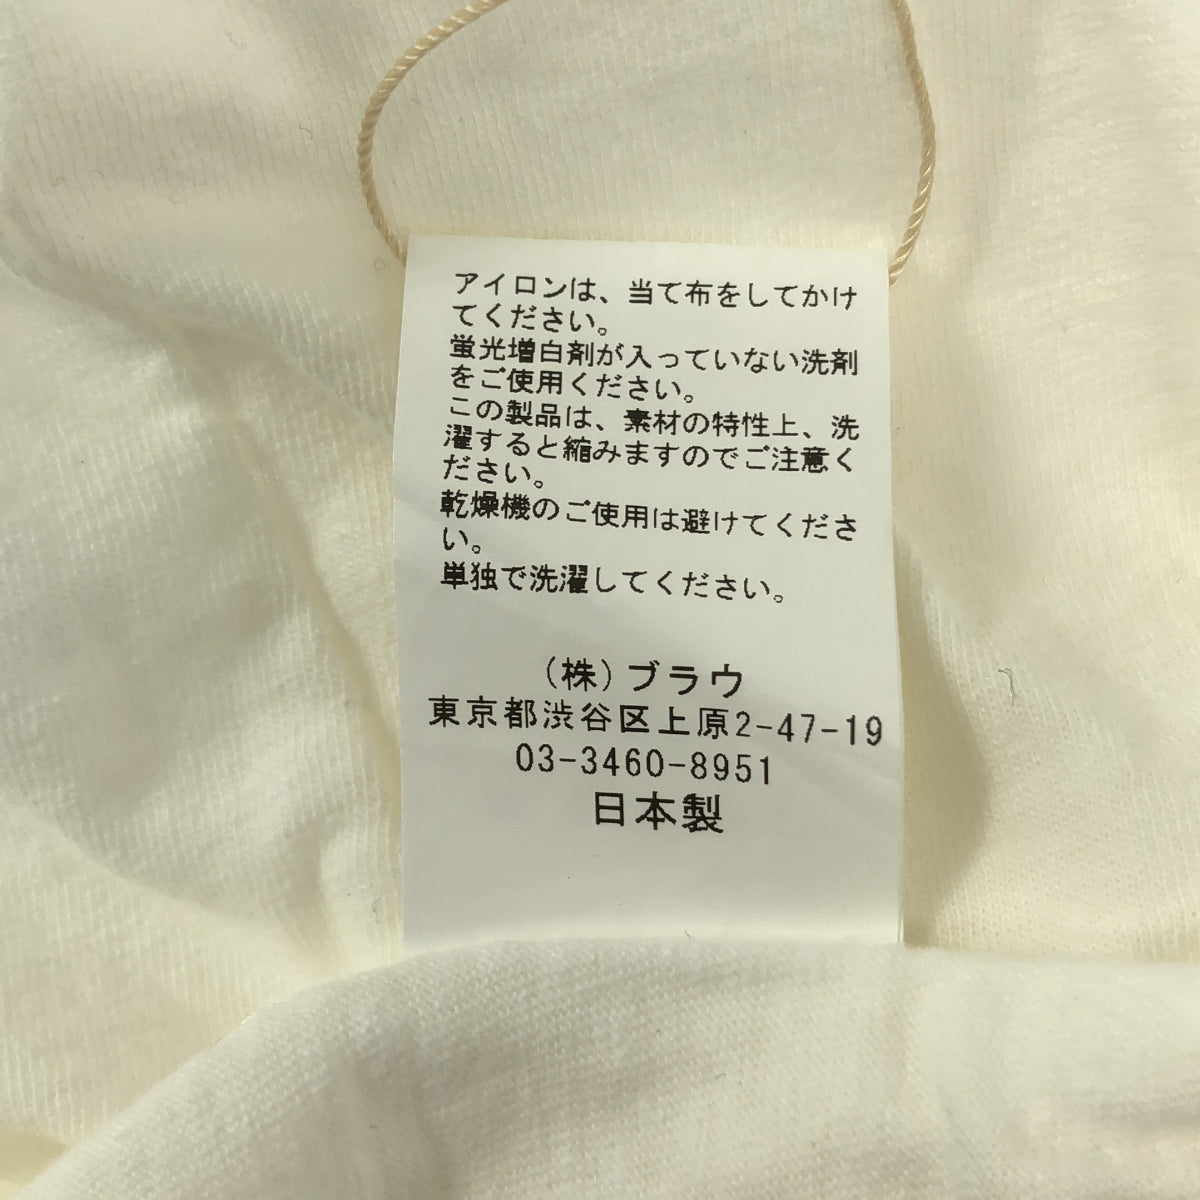 アイロンは、当て布をしてかけ
てください。
蛍光増白剤が入っていない洗剤
をご使用ください。
この製品は、素材の特性上、洗
濯すると縮みますのでご注意く
ださい。
乾燥機のご使用は避けてくださ
い。
単独で洗濯してください。
(株)ブラウ
東京都渋谷区上原2-47-19
03-3460-8951
日本製